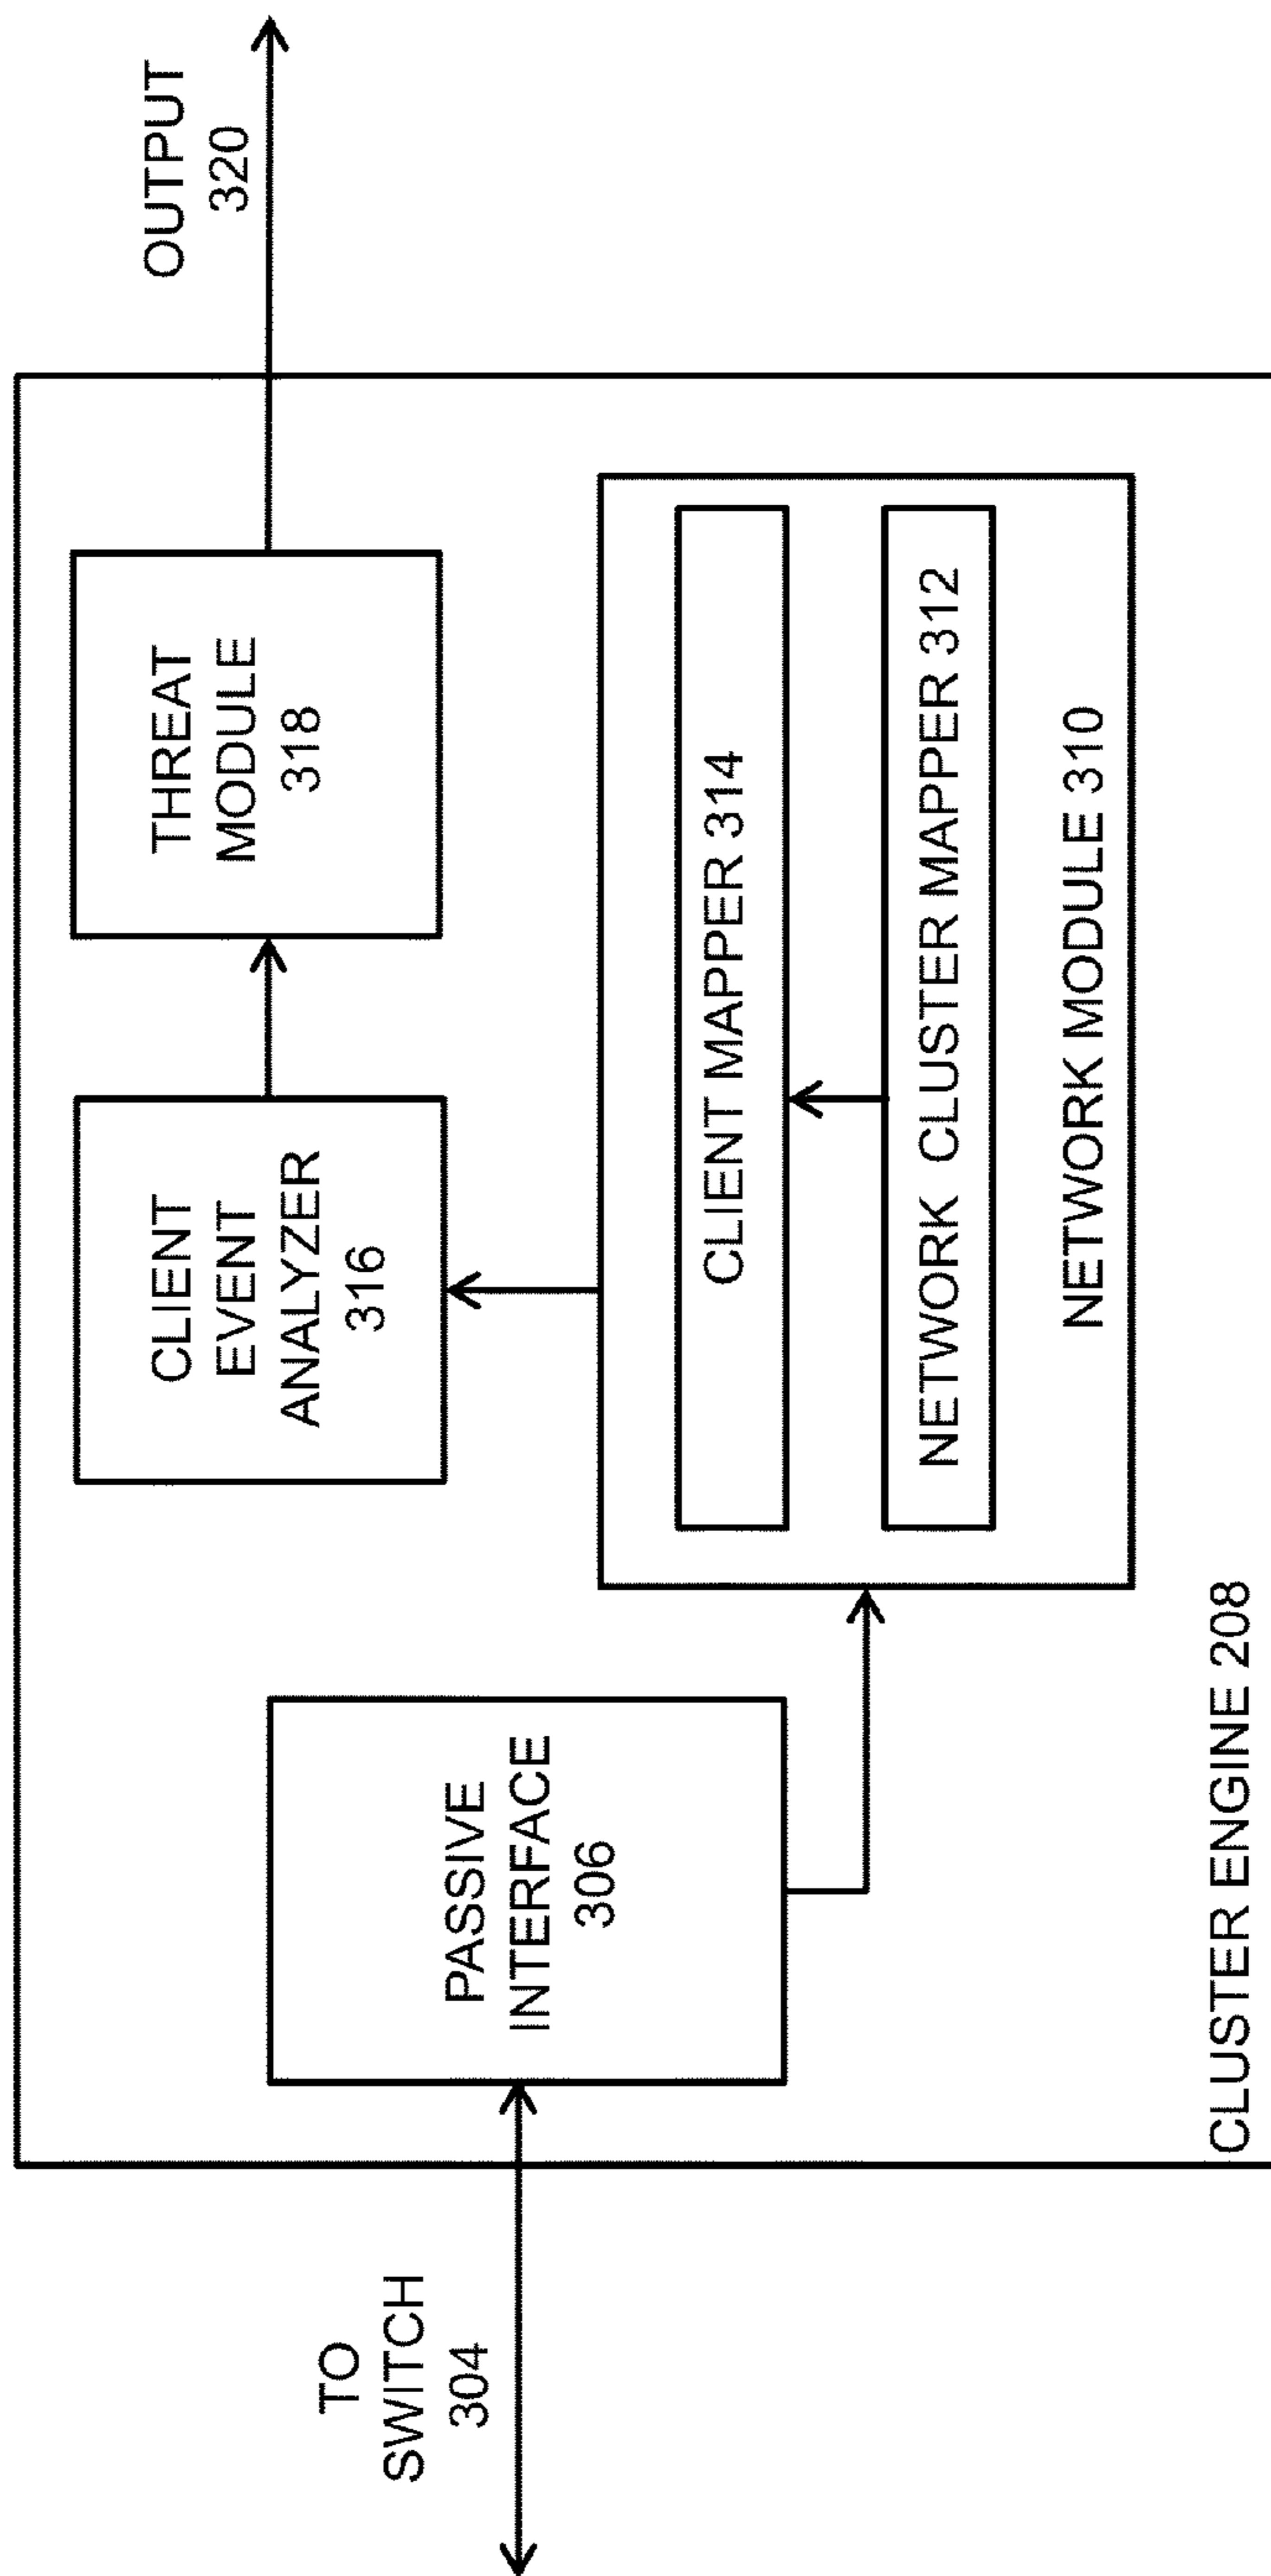 TO
SWITCH
304
PASSIVE
INTERFACE
306
CLIENT
EVENT
ANALYZER
316
THREAT
MODULE
318
OUTPUT
320
CLIENT MAPPER 314
NETWORK CLUSTER MAPPER 312
NETWORK MODULE 310
CLUSTER ENGINE 208